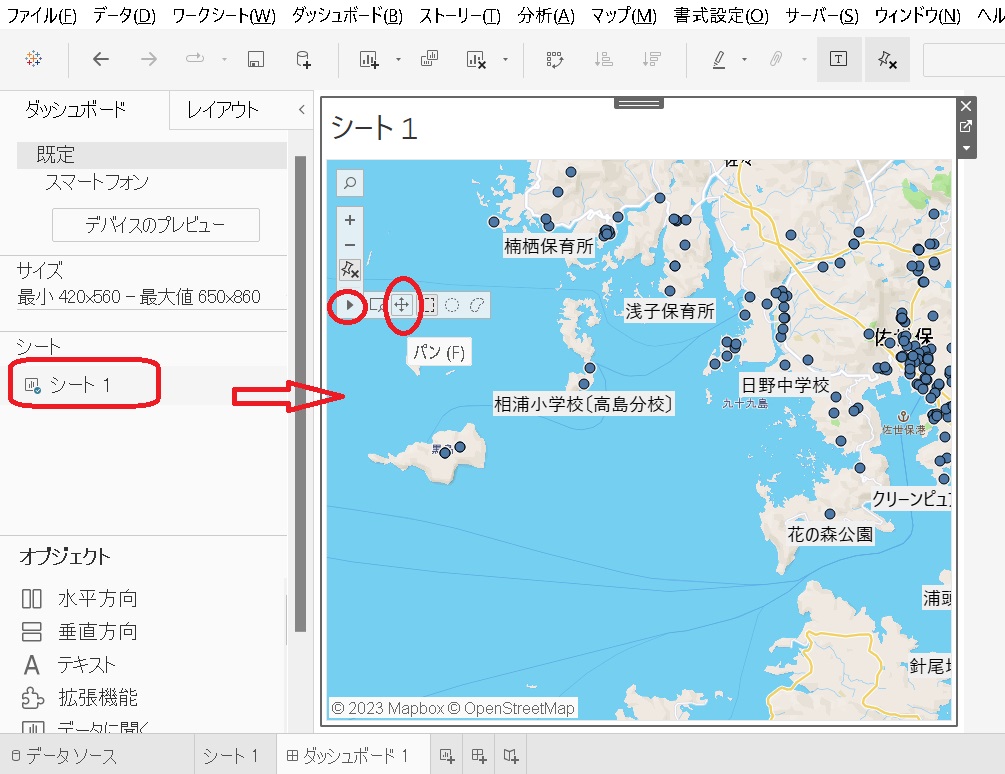 ファイル(F) データ(D) ワークシート(W) ダッシュボード(B) ストーリー(T) 分析(A) マップ(M) 書式設定(O) サーバー(S) ウィンドウ(N) ヘル
ダッシュボード レイアウト
既定
スマートフォン
デバイスのプレビュー
サイズ
最小 420x560 – 最大値 650x860
シート
シート 1
オブジェクト
水平方向
垂直方向
テキスト
拡張機能
データに聞く
シート 1
佐々
楠栖保育所
浅子保育所
佐世保
パン (F)
日野中学校
相浦小学校〔高島分校〕
九十九島
佐世保港
黒島
クリーンピュ
花の森公園
浦頭
針尾
© 2023 Mapbox © OpenStreetMap
データソース シート 1 ダッシュボード 1